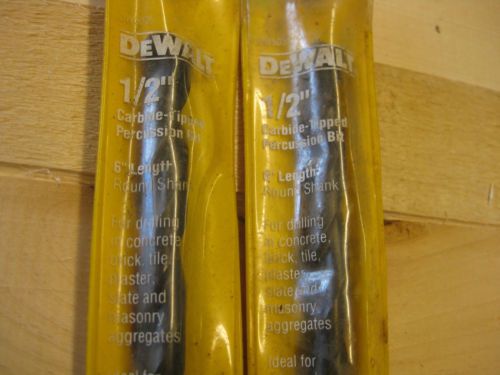 DEWALT
1/2"
Carbide-Tipped
Percussion Bit
6" Length
Round Shank
For drilling
in concrete,
brick, tile,
plaster,
slate and
masonry
aggregates
Ideal for
DEWALT
1/2"
Carbide-Tipped
Percussion Bit
6" Length
Round Shank
For drilling
in concrete,
brick, tile,
plaster,
slate and
masonry
aggregates
Ideal for